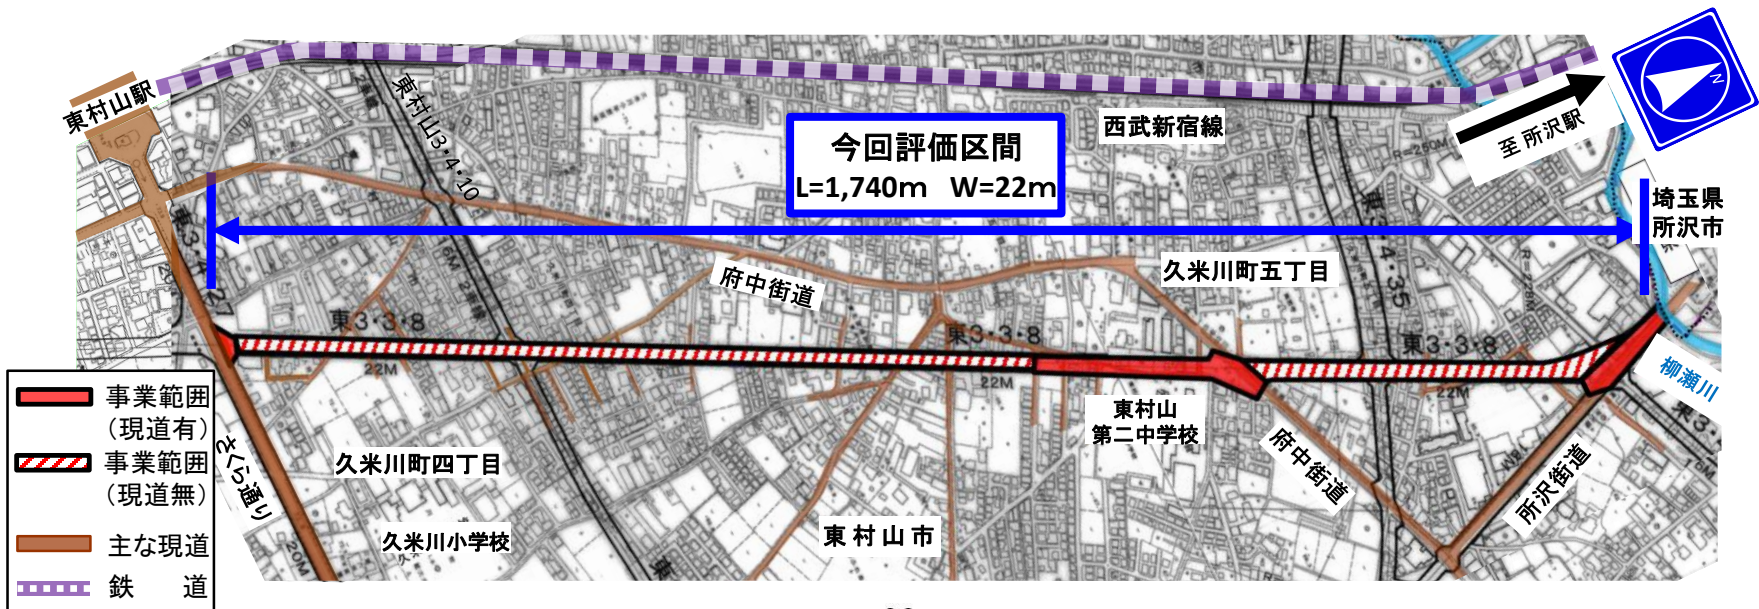 東村山駅
東村山3・4・10
今回評価区間
L=1,740m W=22m
西武新宿線
至 所沢駅
N
R=250M
埼玉県
所沢市
府中街道
久米川町五丁目
東3・4・35
東3・3・8
22M
東3・3・8
22M
東3・3・8
22M
柳瀬川
16M
東村山
第二中学校
府中街道
所沢街道
さくら通り
20M
久米川町四丁目
久米川小学校
東村山市
事業範囲
（現道有）
事業範囲
（現道無）
主な現道
鉄 道